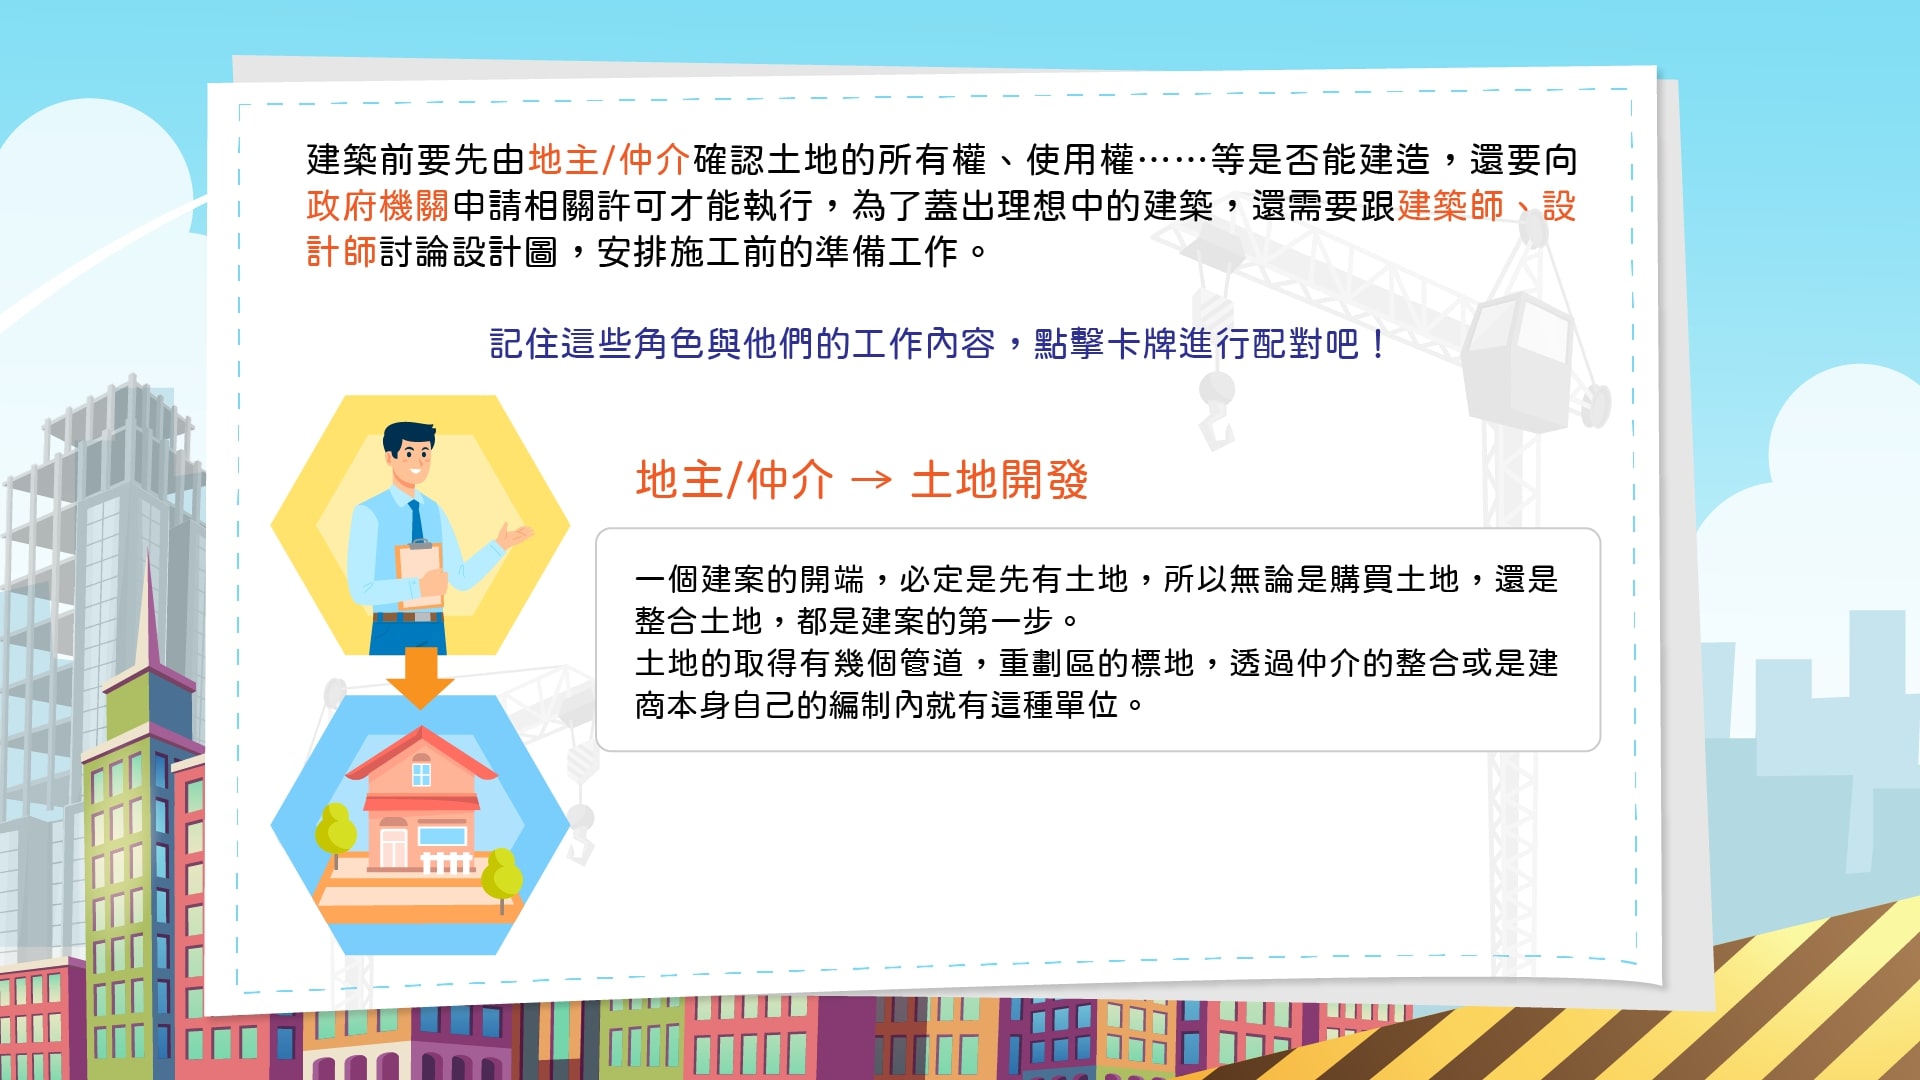 建築前要先由地主/仲介確認土地的所有權、使用權⋯⋯等是否能建造，還要向
政府機關申請相關許可才能執行，為了蓋出理想中的建築，還需要跟建築師、設
計師討論設計圖，安排施工前的準備工作。
記住這些角色與他們的工作內容，點擊卡牌進行配對吧！
地主/仲介 → 土地開發
一個建案的開端，必定是先有土地，所以無論是購買土地，還是
整合土地，都是建案的第一步。
土地的取得有幾個管道，重劃區的標地，透過仲介的整合或是建
商本身自己的編制內就有這種單位。